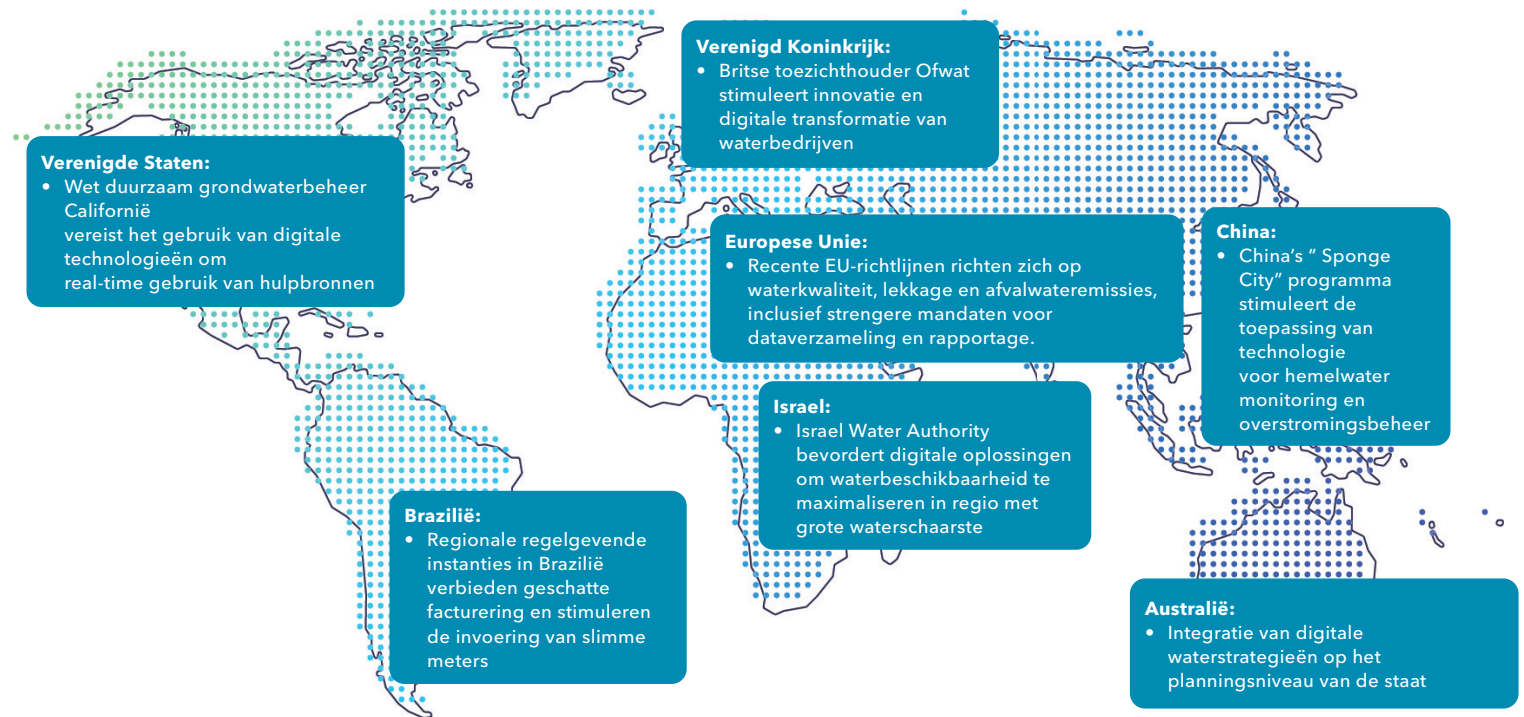 Verenigd Koninkrijk:
• Britse toezichthouder Ofwat
stimuleert innovatie en
digitale transformatie van
waterbedrijven
Verenigde Staten:
• Wet duurzaam grondwaterbeheer
Californië
vereist het gebruik van digitale
technologieën om
real-time gebruik van hulpbronnen
Europese Unie:
• Recente EU-richtlijnen richten zich op
waterkwaliteit, lekkage en afvalwateremissies,
inclusief strengere mandaten voor
dataverzameling en rapportage.
China:
• China's " Sponge
City" programma
stimuleert de
toepassing van
technologie
voor hemelwater
monitoring en
overstromingsbeheer
Israel:
• Israel Water Authority
bevordert digitale oplossingen
om waterbeschikbaarheid te
maximaliseren in regio met
grote waterschaarste
Brazilië:
• Regionale regelgevende
instanties in Brazilië
verbieden geschatte
facturering en stimuleren
de invoering van slimme
meters
Australië:
• Integratie van digitale
waterstrategieën op het
planningsniveau van de staat